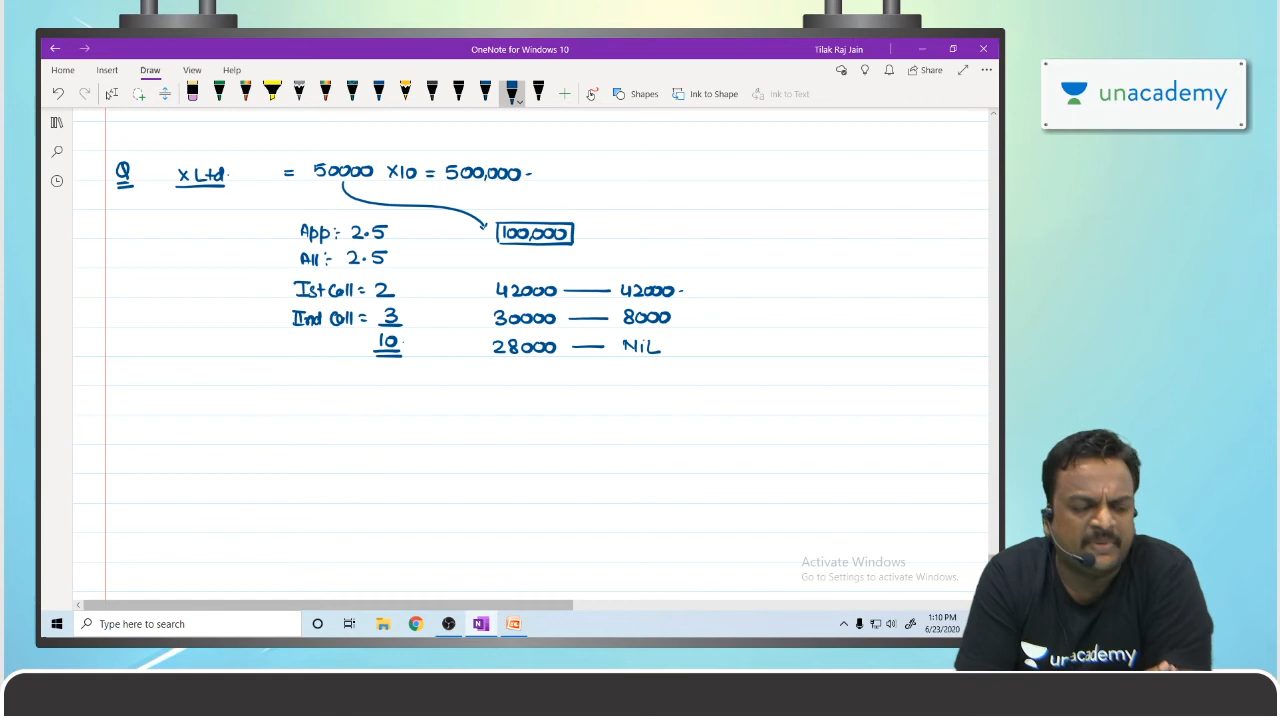 OneNote for Windows 10
Tilak Raj Jain
Home Insert Draw View Help
Share
Shapes
Ink to Shape
Ink to Text
unacademy
Q X Ltd. = 50000 X10 = 500,000-
App:- 2.5 100,000
All :- 2.5
Ist Call = 2 42000 — 42000-
IInd Call = 3 30000 — 8000
10. 28000 — NiL
Activate Windows
Go to Settings to activate Windows.
Type here to search
1:10 PM
6/23/2020
unacademy